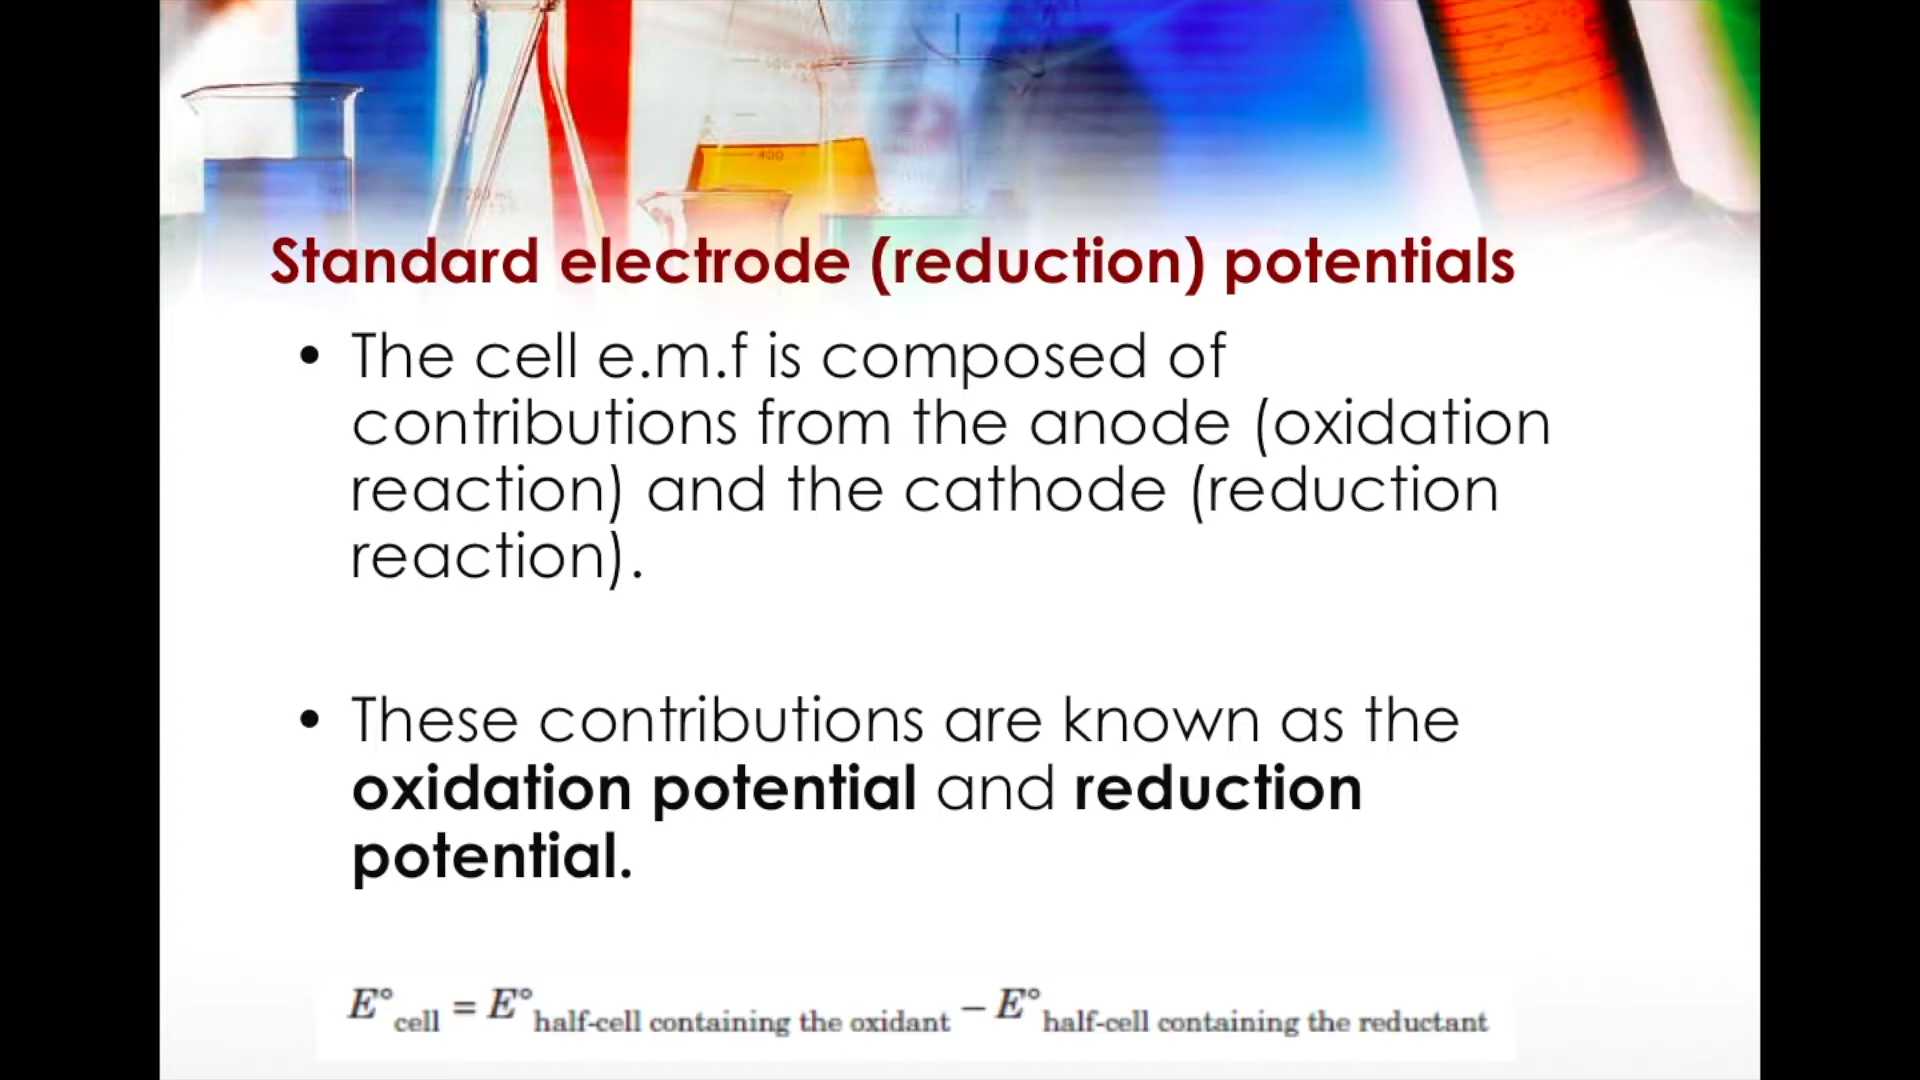 400
Standard electrode (reduction) potentials
• The cell e.m.f is composed of
contributions from the anode (oxidation
reaction) and the cathode (reduction
reaction).
• These contributions are known as the
oxidation potential and reduction
potential.
E°cell = E°half-cell containing the oxidant − E°half-cell containing the reductant